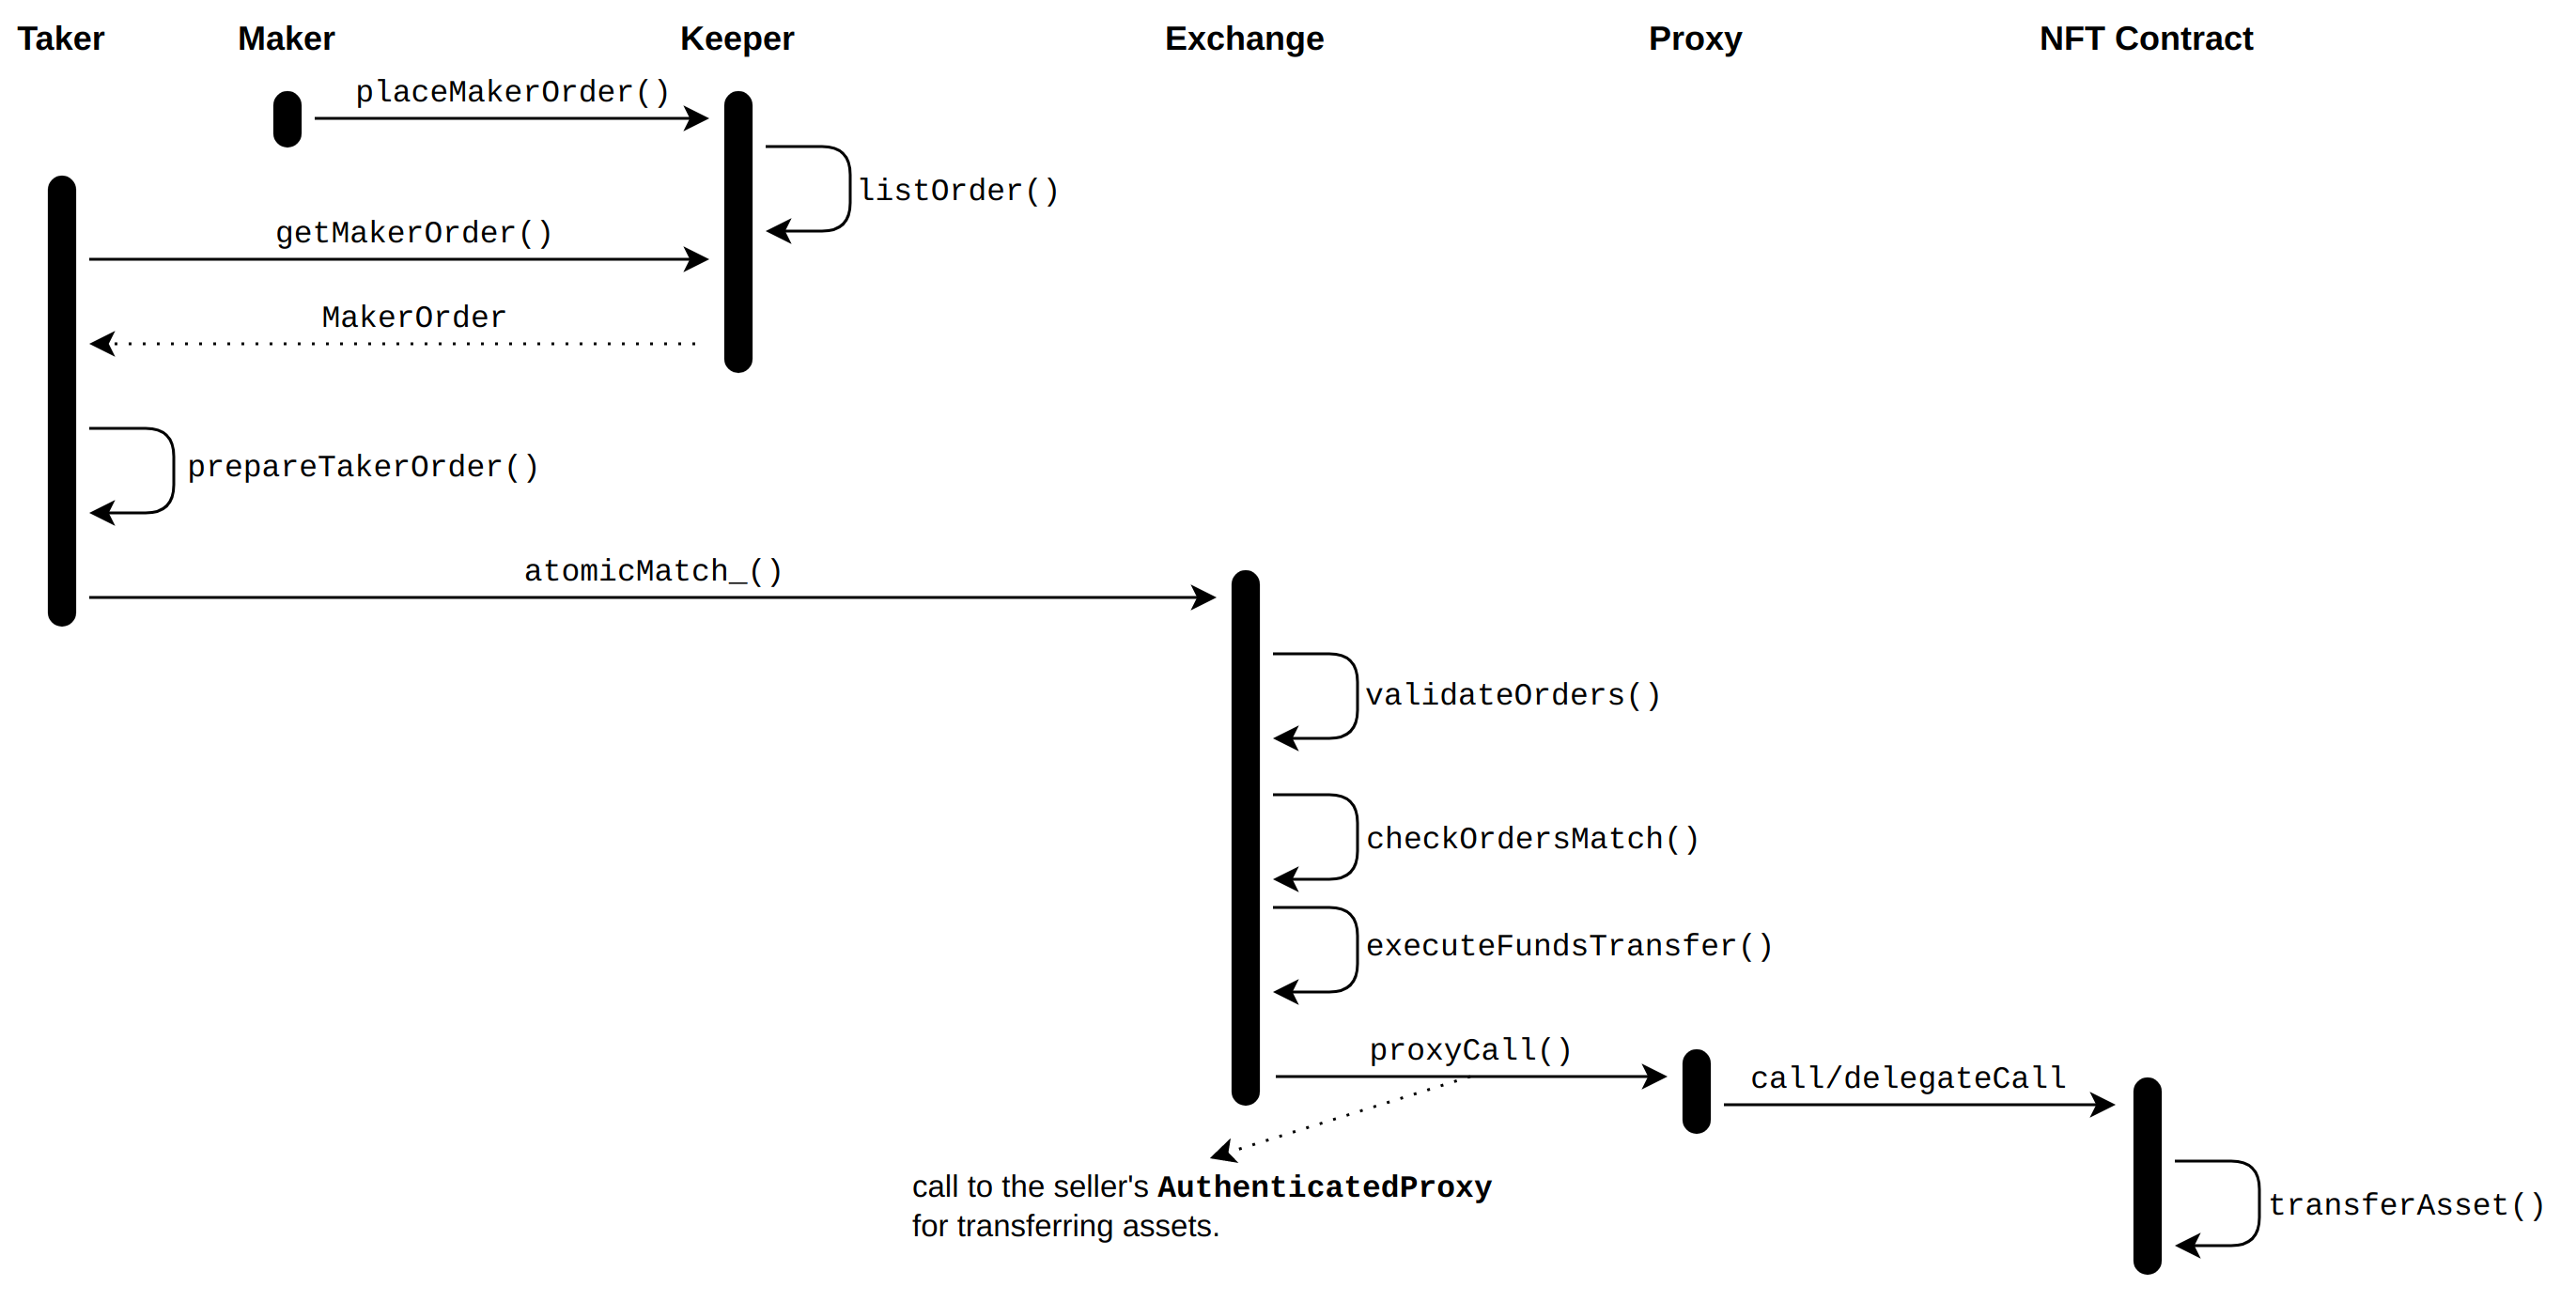 Taker
Maker
Keeper
Exchange
Proxy
NFT Contract
placeMakerOrder()
listOrder()
getMakerOrder()
MakerOrder
prepareTakerOrder()
atomicMatch_()
validateOrders()
checkOrdersMatch()
executeFundsTransfer()
proxyCall()
call/delegateCall
call to the seller's AuthenticatedProxy
for transferring assets.
transferAsset()